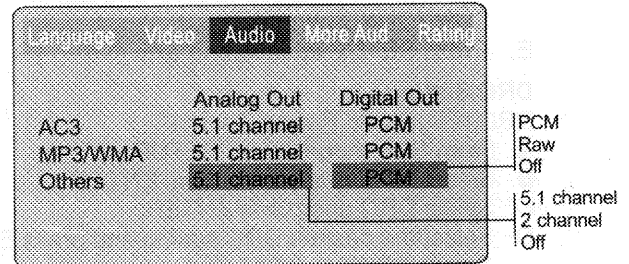 Language Video Audio More Aud Rating
Analog Out Digital Out
AC3 5.1 channel PCM
MP3/WMA 5.1 channel PCM
Others 5.1 channel PCM
PCM
Raw
Off
5.1 channel
2 channel
Off